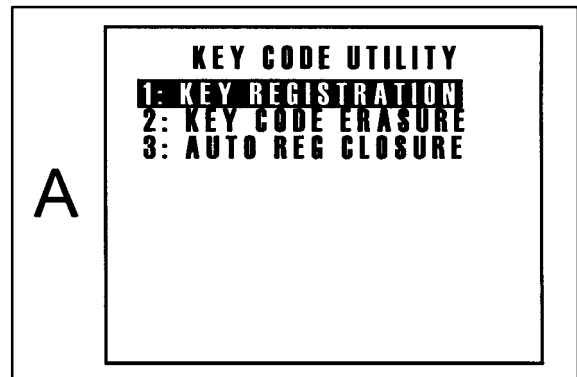 KEY CODE UTILITY
1: KEY REGISTRATION
2: KEY CODE ERASURE
3: AUTO REG CLOSURE
A